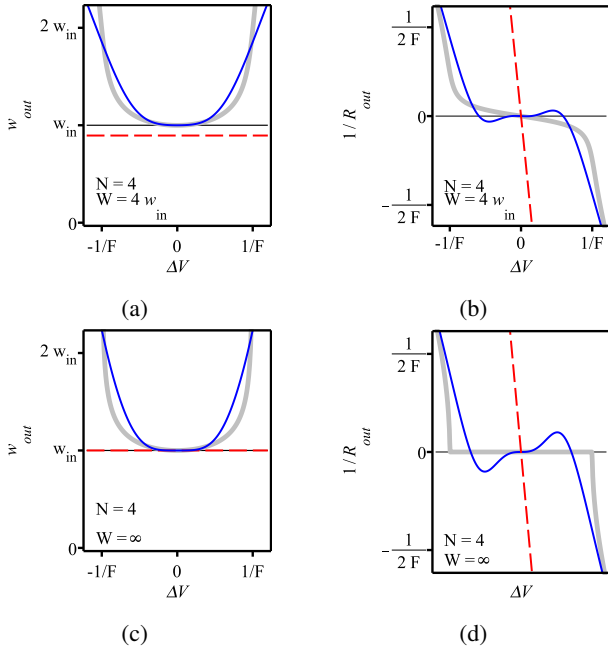 (a)
2 w_in
w_in
0
w_out
N = 4
W = 4 w_in
-1/F 0 1/F
ΔV
(b)
1/2F
0
-1/2F
1 / R_out
N = 4
W = 4 w_in
-1/F 0 1/F
ΔV
(a)
(b)
2 w_in
w_in
0
w_out
N = 4
W = ∞
-1/F 0 1/F
ΔV
1/2F
0
-1/2F
1 / R_out
N = 4
W = ∞
ΔV
(c)
(d)